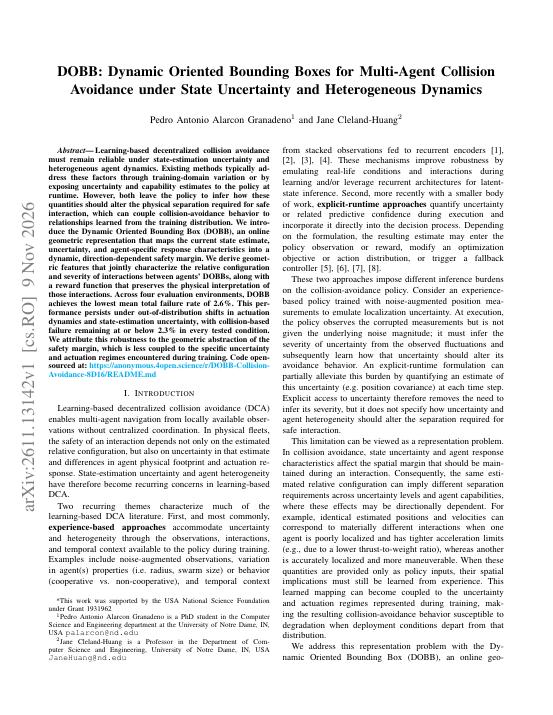 DOBB: Dynamic Oriented Bounding Boxes for Multi-Agent Collision
Avoidance under State Uncertainty and Heterogeneous Dynamics
Pedro Antonio Alarcon Granadeno¹ and Jane Cleland-Huang²
arXiv:2611.13142v1 [cs.RO] 9 Nov 2026
Abstract—Learning-based decentralized collision avoidance
must remain reliable under state-estimation uncertainty and
heterogeneous agent dynamics. Existing methods typically ad-
dress these factors through training-domain variation or by
exposing uncertainty and capability estimates to the policy at
runtime. However, both leave the policy to infer how these
quantities should alter the physical separation required for safe
interaction, which can couple collision-avoidance behavior to
relationships learned from the training distribution. We intro-
duce the Dynamic Oriented Bounding Box (DOBB), an online
geometric representation that maps the current state estimate,
uncertainty, and agent-specific response characteristics into a
dynamic, direction-dependent safety margin. We derive geomet-
ric features that jointly characterize the relative configuration
and severity of interactions between agents' DOBBs, along with
a reward function that preserves the physical interpretation of
those interactions. Across four evaluation environments, DOBB
achieves the lowest mean total failure rate of 2.6%. This per-
formance persists under out-of-distribution shifts in actuation
dynamics and state-estimation uncertainty, with collision-based
failure remaining at or below 2.3% in every tested condition.
We attribute this robustness to the geometric abstraction of the
safety margin, which is less coupled to the specific uncertainty
and actuation regimes encountered during training. Code open-
sourced at: https://anonymous.4open.science/r/DOBB-Collision-
Avoidance-8D16/README.md
I. INTRODUCTION
Learning-based decentralized collision avoidance (DCA)
enables multi-agent navigation from locally available obser-
vations without centralized coordination. In physical fleets,
the safety of an interaction depends not only on the estimated
relative configuration, but also on uncertainty in that estimate
and differences in agent physical footprint and actuation re-
sponse. State-estimation uncertainty and agent heterogeneity
have therefore become recurring concerns in learning-based
DCA.
Two recurring themes characterize much of the
learning-based DCA literature. First, and most commonly,
experience-based approaches accommodate uncertainty
and heterogeneity through the observations, interactions,
and temporal context available to the policy during training.
Examples include noise-augmented observations, variation
in agent(s) properties (i.e. radius, swarm size) or behavior
(cooperative vs. non-cooperative), and temporal context
*This work was supported by the USA National Science Foundation
under Grant 1931962
¹Pedro Antonio Alarcon Granadeno is a PhD student in the Computer
Science and Engineering department at the University of Notre Dame, IN,
USA palarcon@nd.edu
²Jane Cleland-Huang is a Professor in the Department of Com-
puter Science and Engineering, University of Notre Dame, IN, USA
JaneHuang@nd.edu
from stacked observations fed to recurrent encoders [1],
[2], [3], [4]. These mechanisms improve robustness by
emulating real-life conditions and interactions during
learning and/or leverage recurrent architectures for latent-
state inference. Second, more recently with a smaller body
of work, explicit-runtime approaches quantify uncertainty
or related predictive confidence during execution and
incorporate it directly into the decision process. Depending
on the formulation, the resulting estimate may enter the
policy observation or reward, modify an optimization
objective or action distribution, or trigger a fallback
controller [5], [6], [7], [8].
These two approaches impose different inference burdens
on the collision-avoidance policy. Consider an experience-
based policy trained with noise-augmented position mea-
surements to emulate localization uncertainty. At execution,
the policy observes the corrupted measurements but is not
given the underlying noise magnitude; it must infer the
severity of uncertainty from the observed fluctuations and
subsequently learn how that uncertainty should alter its
avoidance behavior. An explicit-runtime formulation can
partially alleviate this burden by quantifying an estimate of
this uncertainty (e.g. position covariance) at each time step.
Explicit access to uncertainty therefore removes the need to
infer its severity, but it does not specify how uncertainty and
agent heterogeneity should alter the separation required for
safe interaction.
This limitation can be viewed as a representation problem.
In collision avoidance, state uncertainty and agent response
characteristics affect the spatial margin that should be main-
tained during an interaction. Consequently, the same esti-
mated relative configuration can imply different separation
requirements across uncertainty levels and agent capabilities,
where these effects may be directionally dependent. For
example, identical estimated positions and velocities can
correspond to materially different interactions when one
agent is poorly localized and has tighter acceleration limits
(e.g., due to a lower thrust-to-weight ratio), whereas another
is accurately localized and more maneuverable. When these
quantities are provided only as policy inputs, their spatial
implications must still be learned from experience. This
learned mapping can become coupled to the uncertainty
and actuation regimes represented during training, mak-
ing the resulting collision-avoidance behavior susceptible to
degradation when deployment conditions depart from that
distribution.
We address this representation problem with the Dy-
namic Oriented Bounding Box (DOBB), an online geo-